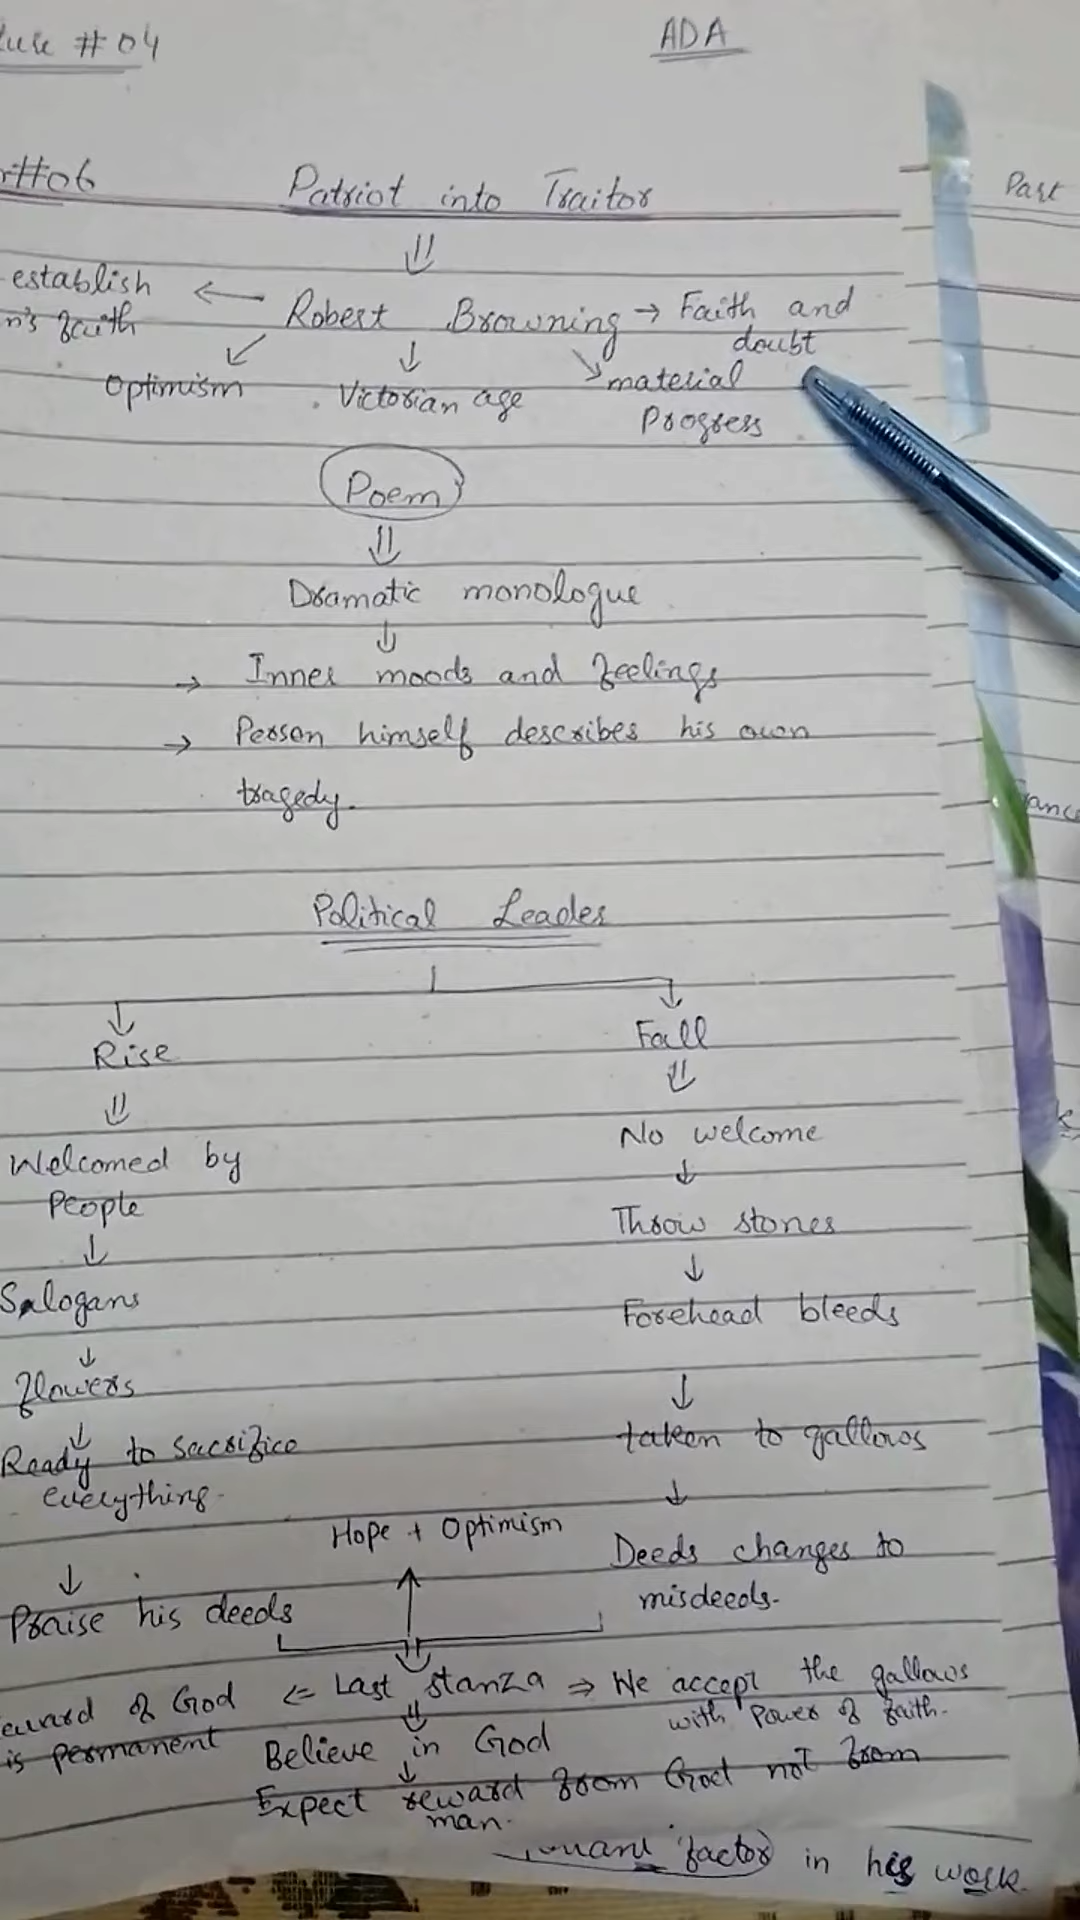 #04
ADA
#06
Patriot into Traitor
Part
establish
n's faith
Robert Browning → Faith and doubt
Optimism
Victorian age
material Progress
Poem
Dramatic monologue
→ Inner moods and feelings
→ Person himself describes his own
tragedy.
Political Leader
Rise
Fall
Welcomed by
People
No welcome
Throw stones
Slogans
Forehead bleeds
flowers
Ready to sacrifice
everything.
taken to gallows
Hope + Optimism
Deeds changes to
misdeeds.
Praise his deeds
of God ⇐ Last stanza ⇒ We accept the gallows
with Power of faith.
is permanent
Believe in God
Expect reward from God not from
man.
factor in his work.